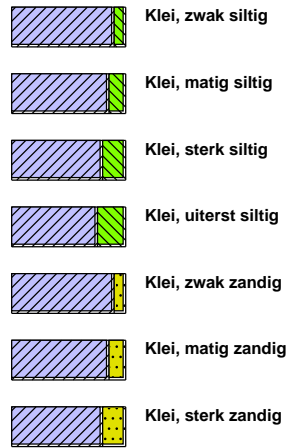 Klei, zwak siltig
Klei, matig siltig
Klei, sterk siltig
Klei, uiterst siltig
Klei, zwak zandig
Klei, matig zandig
Klei, sterk zandig